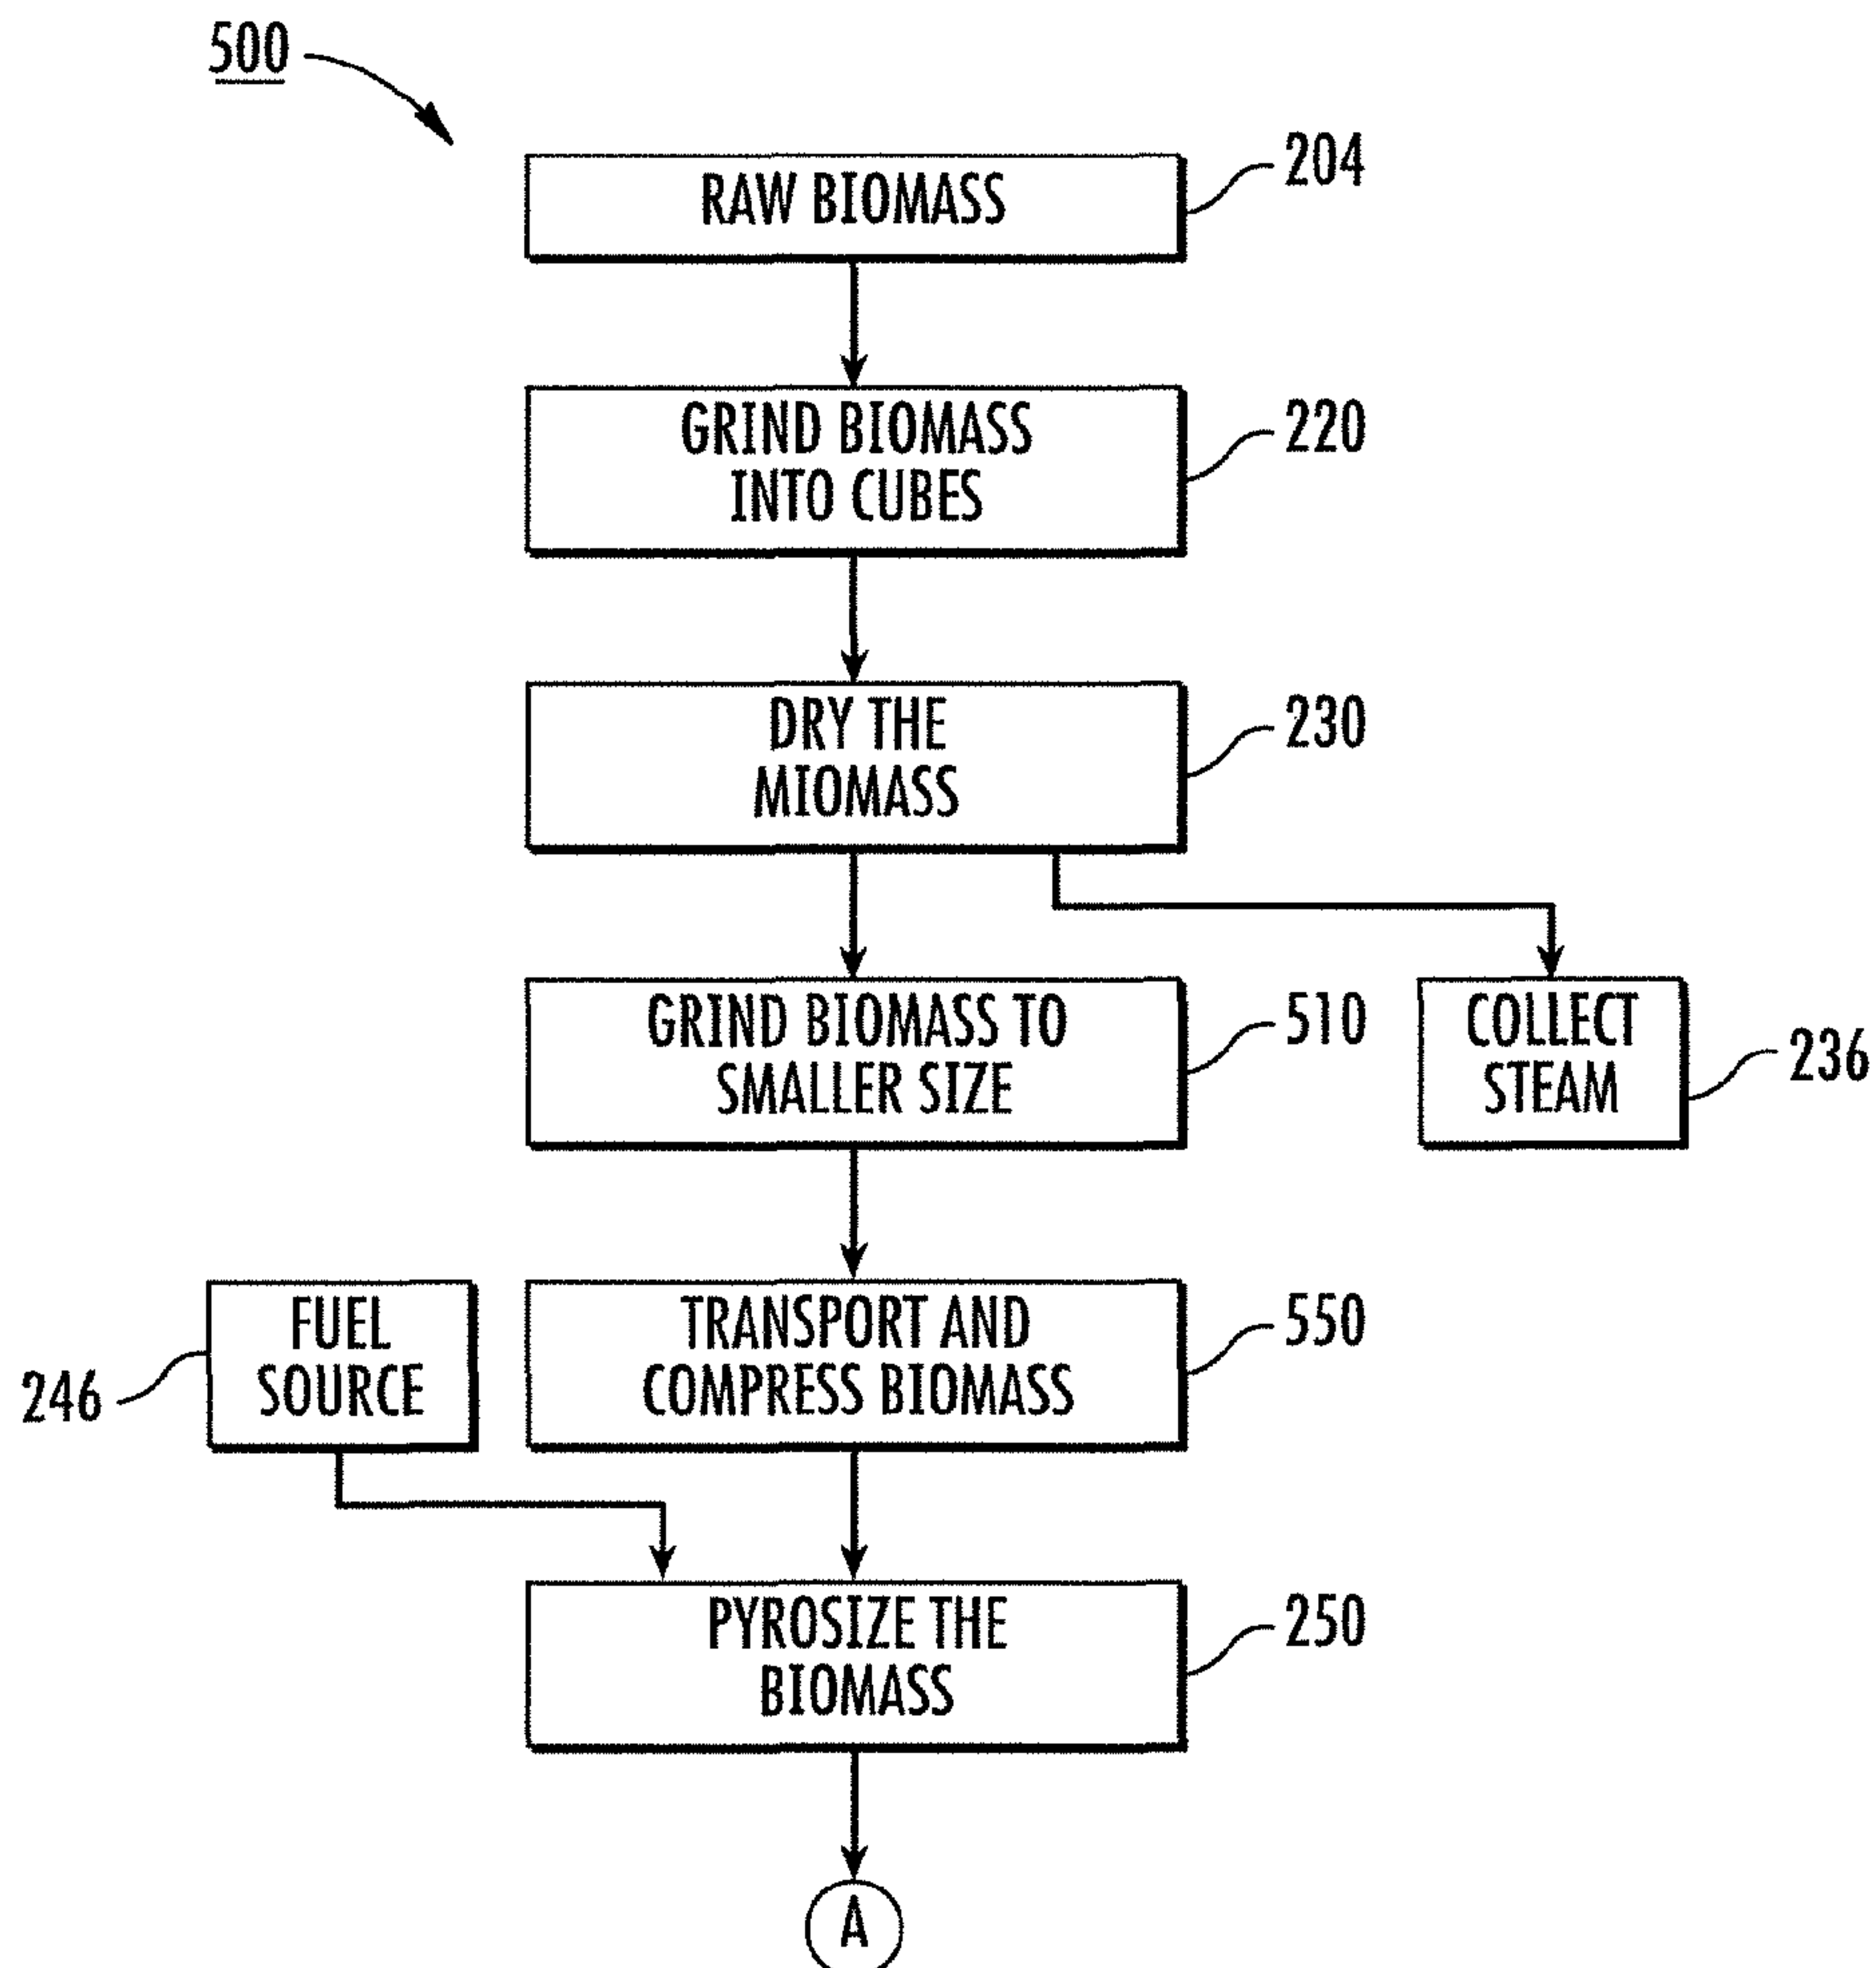 500
RAW BIOMASS
204
GRIND BIOMASS
INTO CUBES
220
DRY THE
MIOMASS
230
GRIND BIOMASS TO
SMALLER SIZE
510
COLLECT
STEAM
236
FUEL
SOURCE
246
TRANSPORT AND
COMPRESS BIOMASS
550
PYROSIZE THE
BIOMASS
250
A